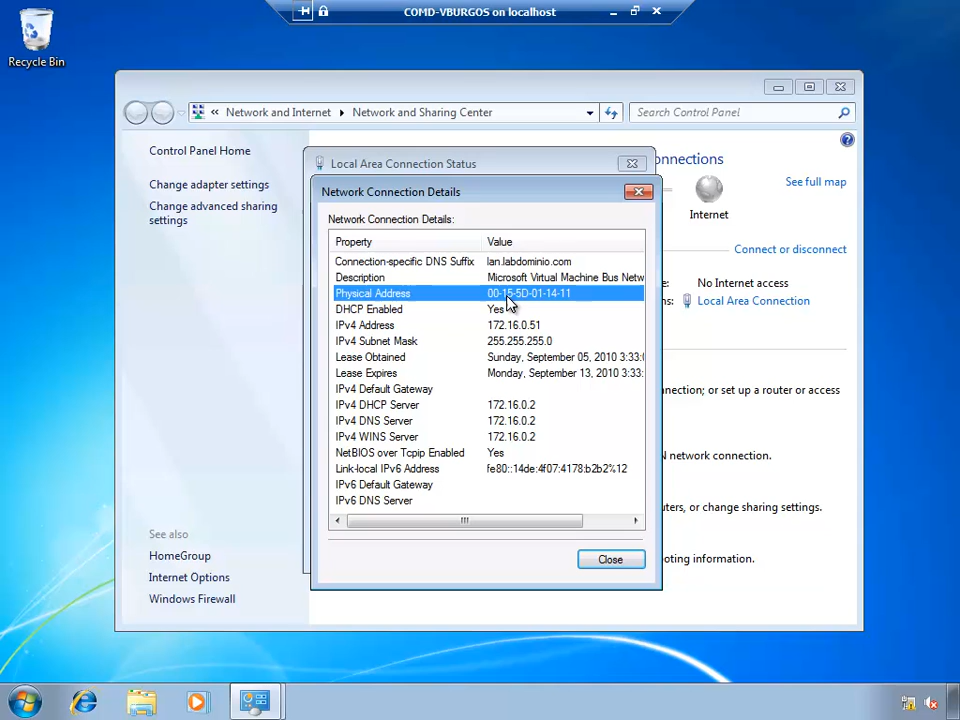 COMD-VBURGOS on localhost
Recycle Bin
« Network and Internet Network and Sharing Center
Search Control Panel
Control Panel Home
Change adapter settings
Change advanced sharing
settings
See also
HomeGroup
Internet Options
Windows Firewall
onnections
See full map
Internet
Connect or disconnect
e: No Internet access
ns: Local Area Connection
nection; or set up a router or access
N network connection.
uters, or change sharing settings.
ooting information.
Local Area Connection Status
Network Connection Details
Network Connection Details:
Property Value
Connection-specific DNS Suffix lan.labdominio.com
Description Microsoft Virtual Machine Bus Netw
Physical Address 00-15-5D-01-14-11
DHCP Enabled Yes
IPv4 Address 172.16.0.51
IPv4 Subnet Mask 255.255.255.0
Lease Obtained Sunday, September 05, 2010 3:33:
Lease Expires Monday, September 13, 2010 3:33:
IPv4 Default Gateway
IPv4 DHCP Server 172.16.0.2
IPv4 DNS Server 172.16.0.2
IPv4 WINS Server 172.16.0.2
NetBIOS over Tcpip Enabled Yes
Link-local IPv6 Address fe80::14de:4f07:4178:b2b2%12
IPv6 Default Gateway
IPv6 DNS Server
Close